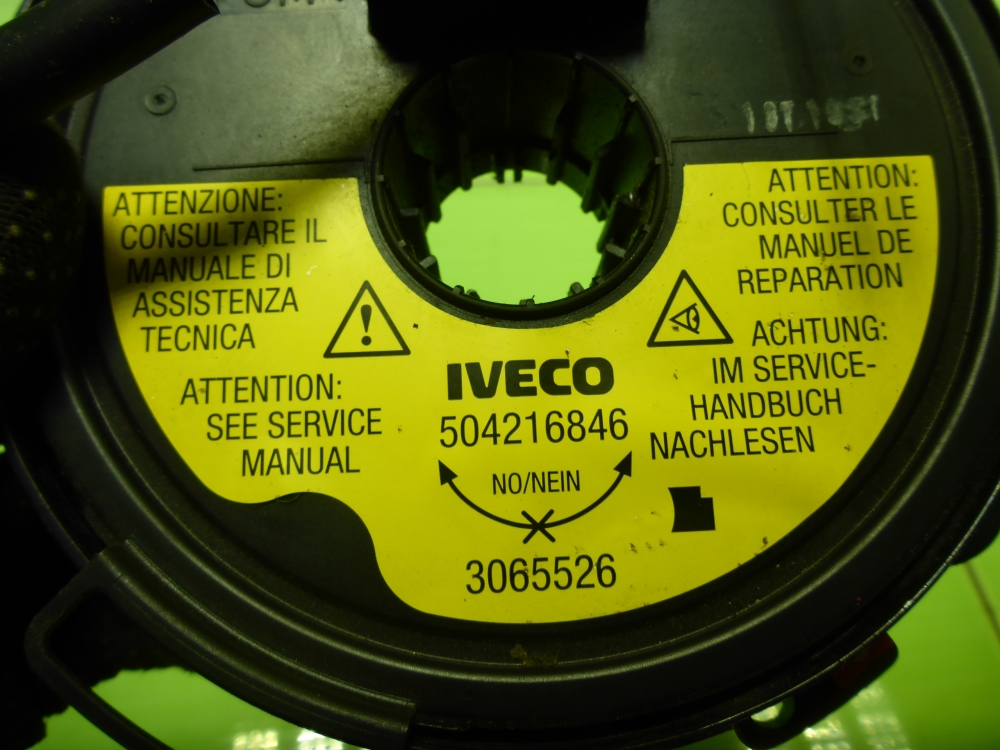 ATTENZIONE:
CONSULTARE IL
MANUALE DI
ASSISTENZA
TECNICA
ATTENTION:
SEE SERVICE
MANUAL
ATTENTION:
CONSULTER LE
MANUEL DE
REPARATION
ACHTUNG:
IM SERVICE-
HANDBUCH
NACHLESEN
IVECO
504216846
NO/NEIN
3065526